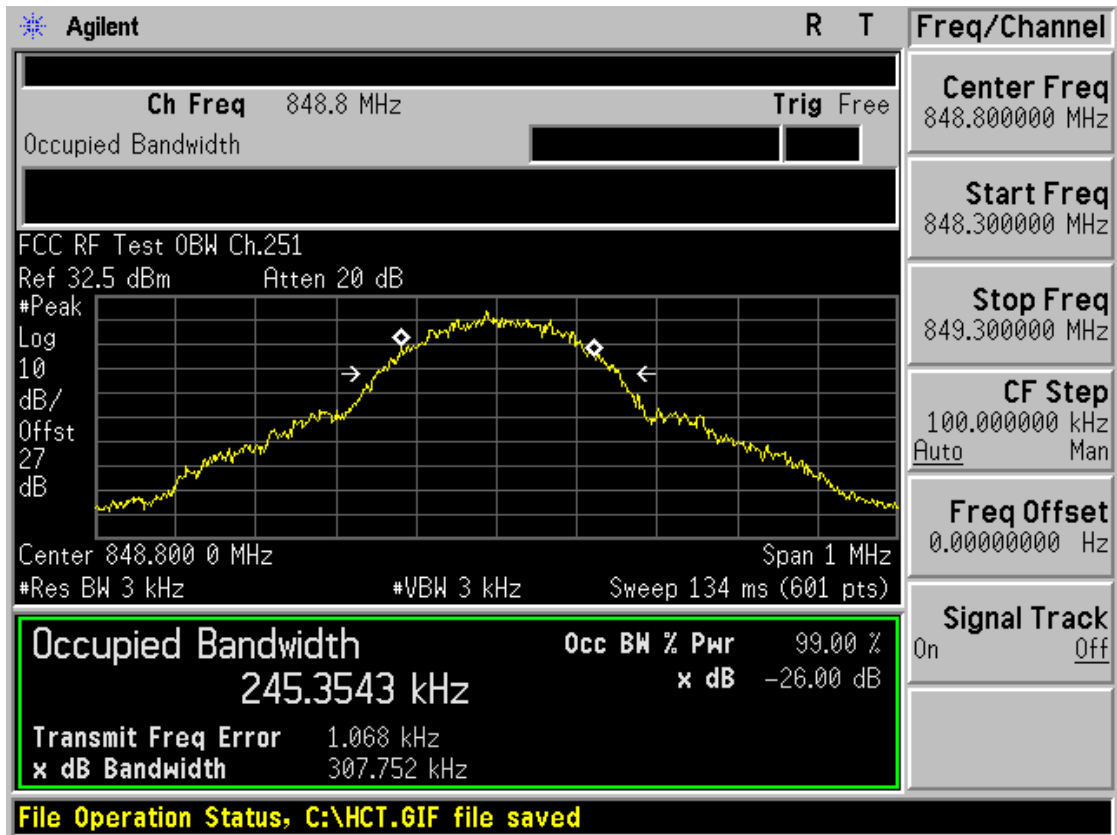 Agilent R T
Ch Freq 848.8 MHz Trig Free
Occupied Bandwidth
FCC RF Test OBW Ch.251
Ref 32.5 dBm Atten 20 dB
#Peak
Log
10
dB/
Offst
27
dB
Center 848.800 0 MHz Span 1 MHz
#Res BW 3 kHz #VBW 3 kHz Sweep 134 ms (601 pts)
Occupied Bandwidth
245.3543 kHz
Occ BW % Pwr 99.00 %
x dB -26.00 dB
Transmit Freq Error 1.068 kHz
x dB Bandwidth 307.752 kHz
File Operation Status, C:\HCT.GIF file saved
Freq/Channel
Center Freq
848.800000 MHz
Start Freq
848.300000 MHz
Stop Freq
849.300000 MHz
CF Step
100.000000 kHz
Auto Man
Freq Offset
0.00000000 Hz
Signal Track
On Off